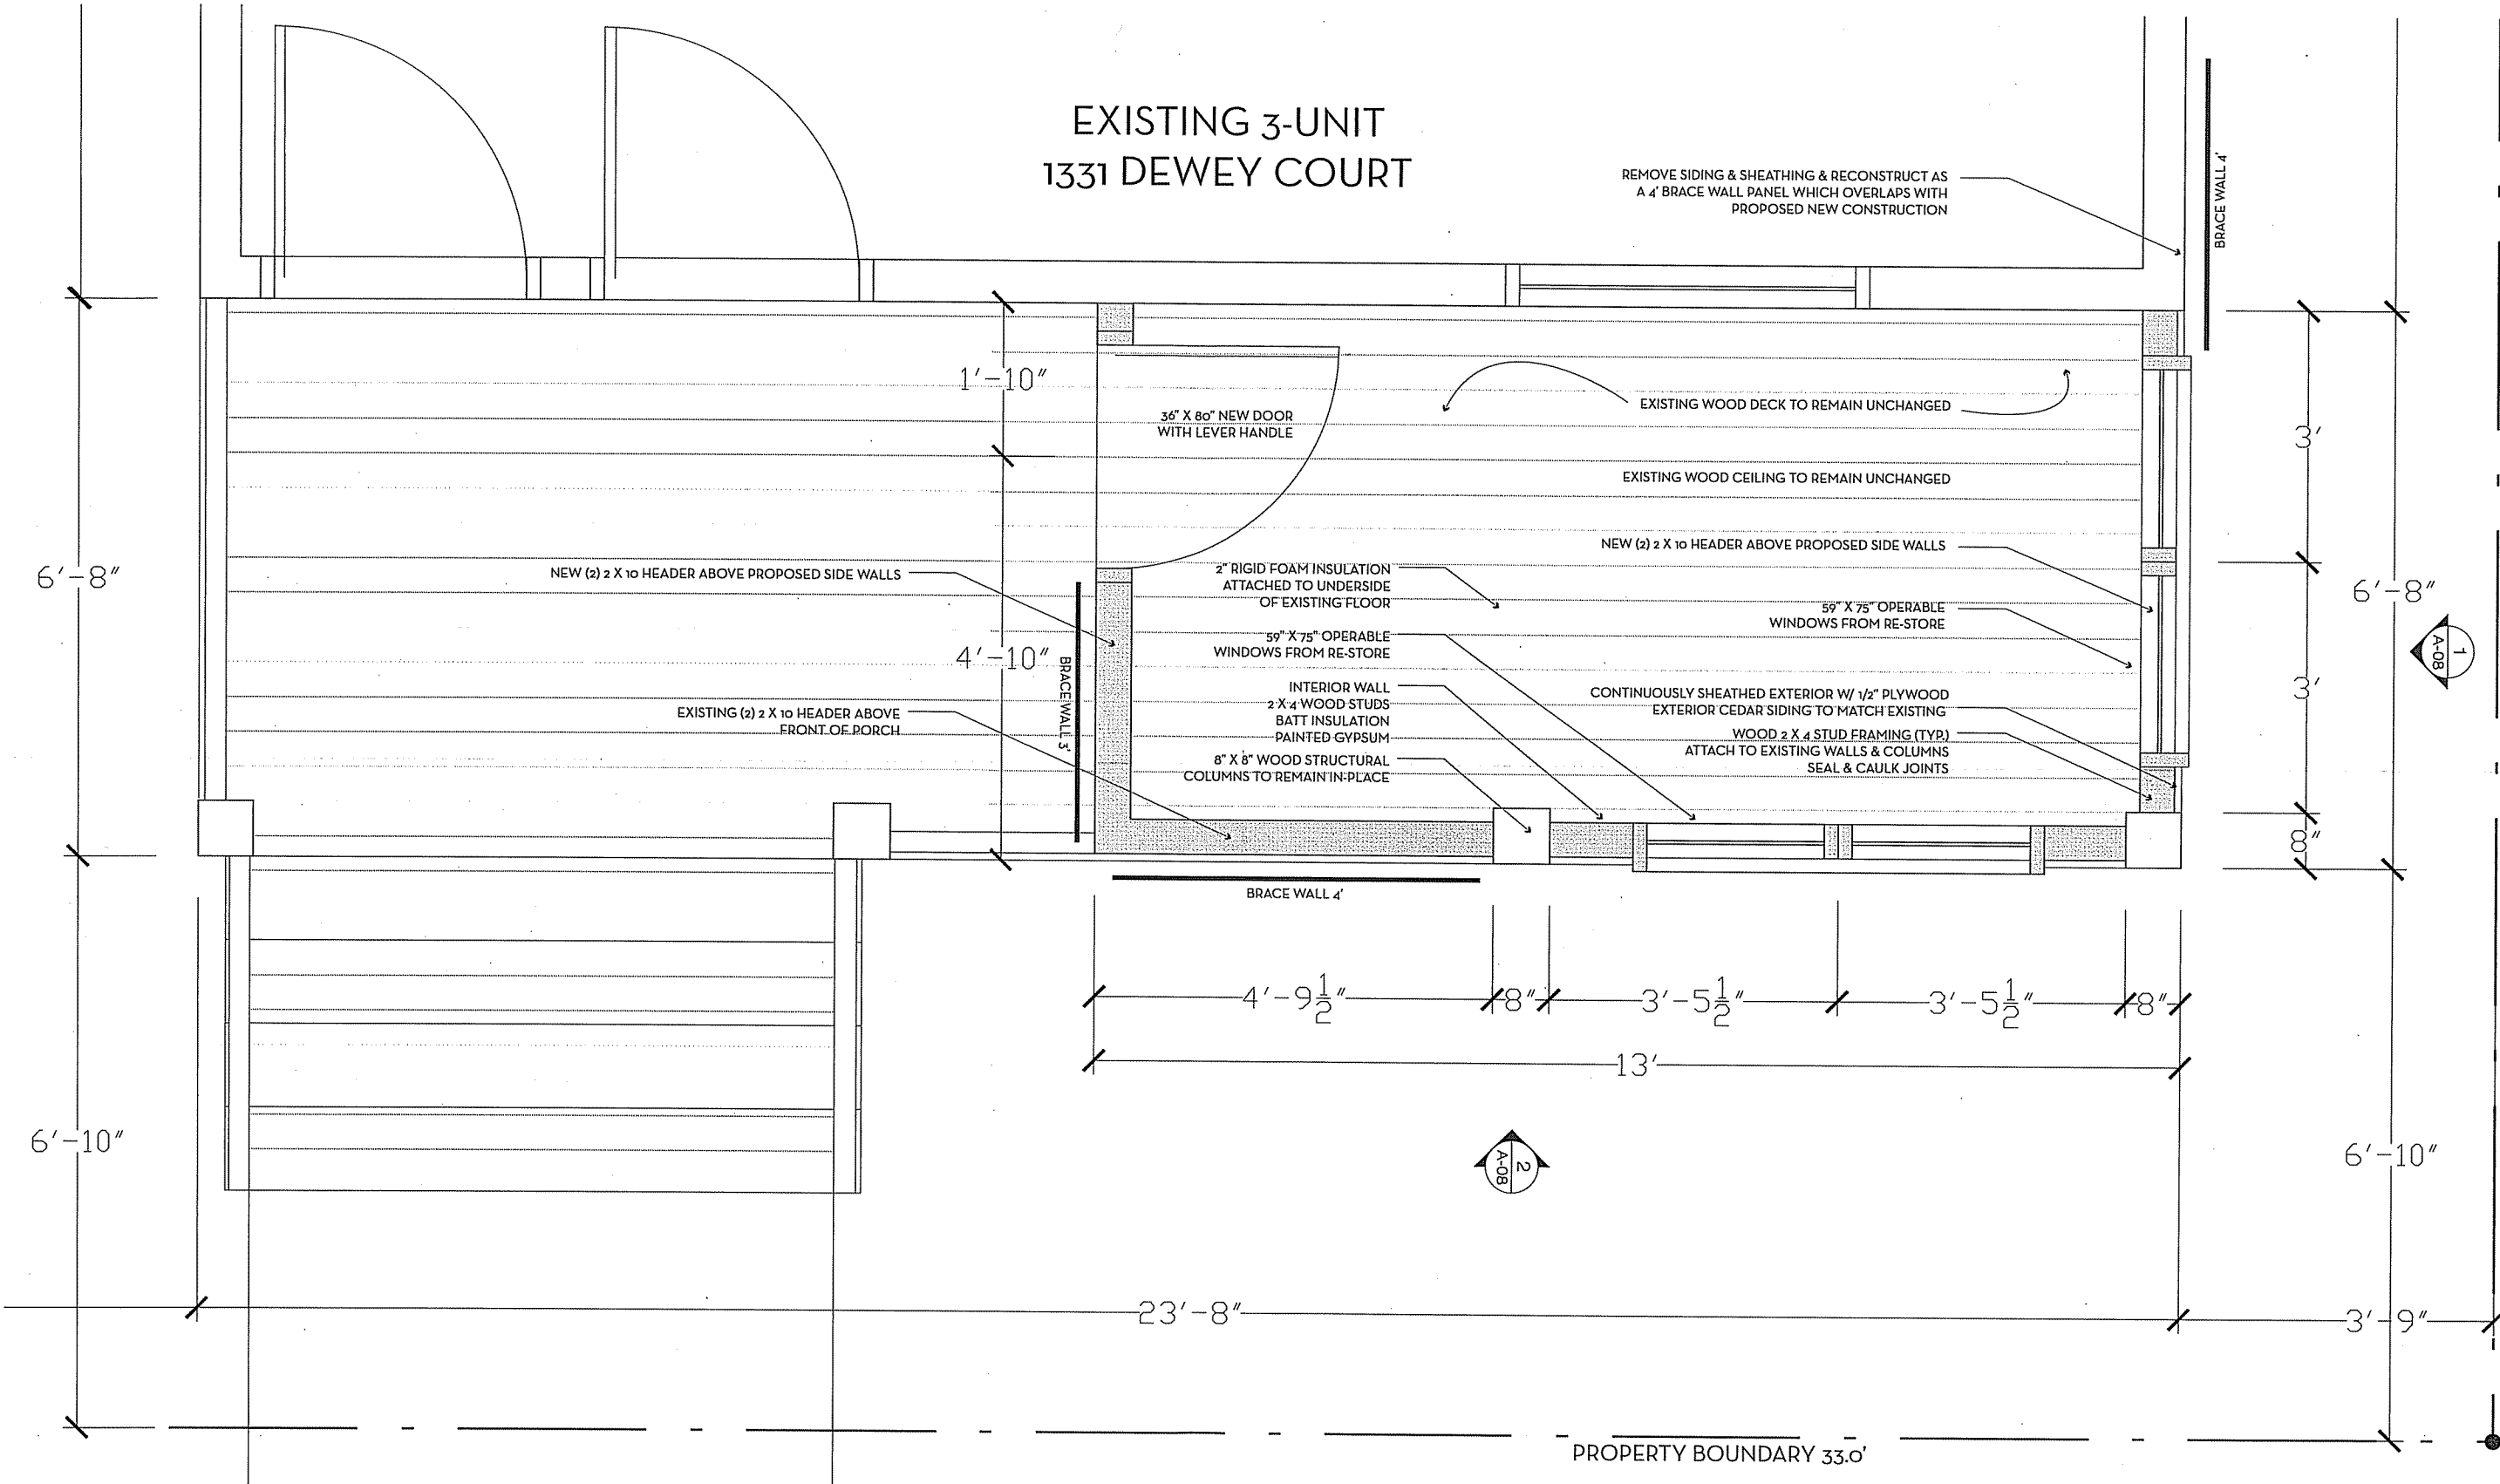 EXISTING 3-UNIT
1331 DEWEY COURT
REMOVE SIDING & SHEATHING & RECONSTRUCT AS
A 4' BRACE WALL PANEL WHICH OVERLAPS WITH
PROPOSED NEW CONSTRUCTION
BRACE WALL 4'
1'-10"
36" X 80" NEW DOOR
WITH LEVER HANDLE
EXISTING WOOD DECK TO REMAIN UNCHANGED
3'
EXISTING WOOD CEILING TO REMAIN UNCHANGED
6'-8"
NEW (2) 2 X 10 HEADER ABOVE PROPOSED SIDE WALLS
2" RIGID FOAM INSULATION
ATTACHED TO UNDERSIDE
OF EXISTING FLOOR
NEW (2) 2 X 10 HEADER ABOVE PROPOSED SIDE WALLS
6'-8"
59" X 75" OPERABLE
WINDOWS FROM RE-STORE
59" X 75" OPERABLE
WINDOWS FROM RE-STORE
1
A-08
4'-10"
BRACE WALL 3'
INTERIOR WALL
2 X 4 WOOD STUDS
BATT INSULATION
PAINTED GYPSUM
CONTINUOUSLY SHEATHED EXTERIOR W/ 1/2" PLYWOOD
EXTERIOR CEDAR SIDING TO MATCH EXISTING
3'
EXISTING (2) 2 X 10 HEADER ABOVE
FRONT OF PORCH
8" X 8" WOOD STRUCTURAL
COLUMNS TO REMAIN IN-PLACE
WOOD 2 X 4 STUD FRAMING (TYP.)
ATTACH TO EXISTING WALLS & COLUMNS
SEAL & CAULK JOINTS
8"
BRACE WALL 4'
4'-9 1/2"
8"
3'-5 1/2"
3'-5 1/2"
8"
13'
6'-10"
2
A-08
6'-10"
23'-8"
3'-9"
PROPERTY BOUNDARY 33.0'